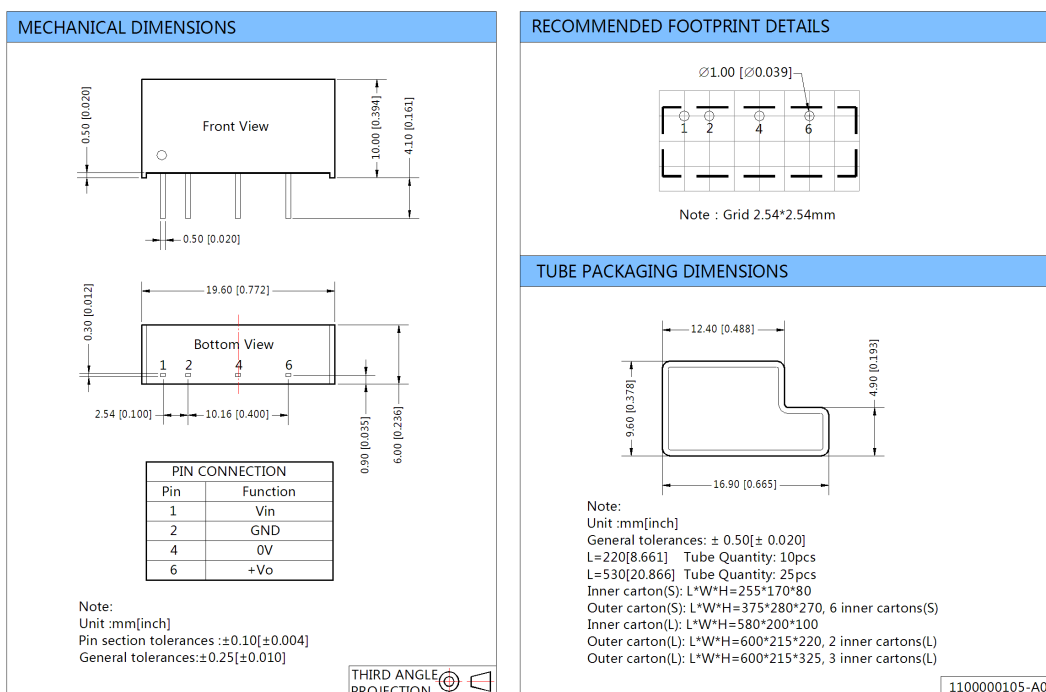 MECHANICAL DIMENSIONS
0.50 [0.020]
Front View
10.00 [0.394]
4.10 [0.161]
0.50 [0.020]
19.60 [0.772]
0.30 [0.012]
Bottom View
1 2 4 6
2.54 [0.100]
10.16 [0.400]
0.90 [0.035]
6.00 [0.236]
PIN CONNECTION
Pin Function
1 Vin
2 GND
4 0V
6 +Vo
Note:
Unit :mm[inch]
Pin section tolerances :±0.10[±0.004]
General tolerances:±0.25[±0.010]
THIRD ANGLE
PROJECTION
RECOMMENDED FOOTPRINT DETAILS
∅1.00 [∅0.039]
1 2 4 6
Note : Grid 2.54*2.54mm
TUBE PACKAGING DIMENSIONS
12.40 [0.488]
9.60 [0.378]
4.90 [0.193]
16.90 [0.665]
Note:
Unit :mm[inch]
General tolerances: ± 0.50[± 0.020]
L=220[8.661] Tube Quantity: 10pcs
L=530[20.866] Tube Quantity: 25pcs
Inner carton(S): L*W*H=255*170*80
Outer carton(S): L*W*H=375*280*270, 6 inner cartons(S)
Inner carton(L): L*W*H=580*200*100
Outer carton(L): L*W*H=600*215*220, 2 inner cartons(L)
Outer carton(L): L*W*H=600*215*325, 3 inner cartons(L)
1100000105-A0